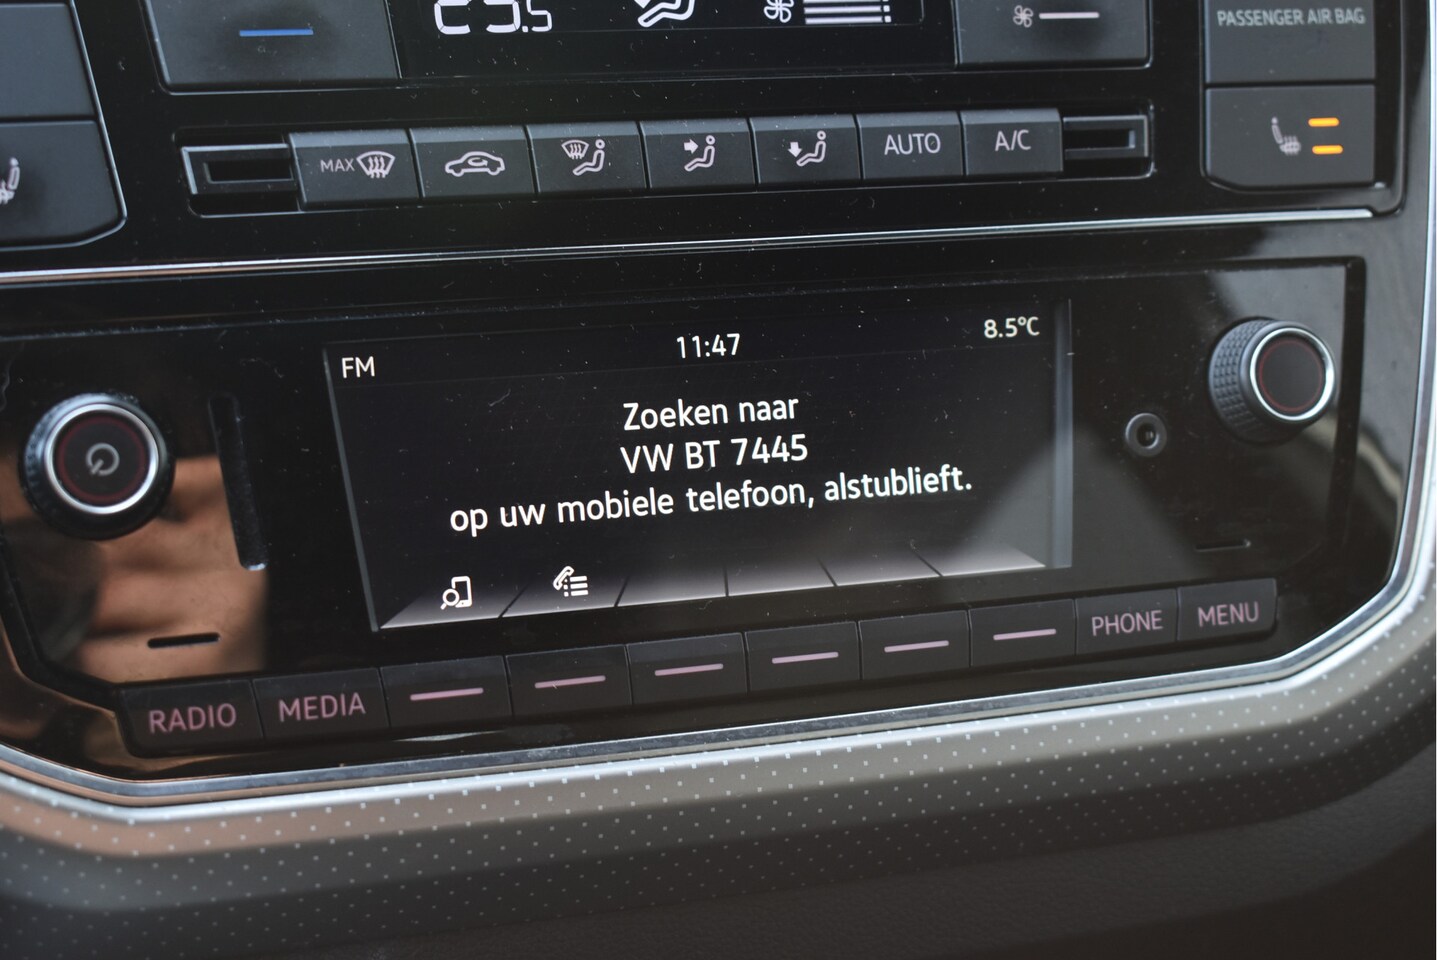 PASSENGER AIR BAG
MAX
AUTO
A/C
FM
11:47
8.5°C
Zoeken naar
VW BT 7445
op uw mobiele telefoon, alstublieft.
RADIO
MEDIA
PHONE
MENU